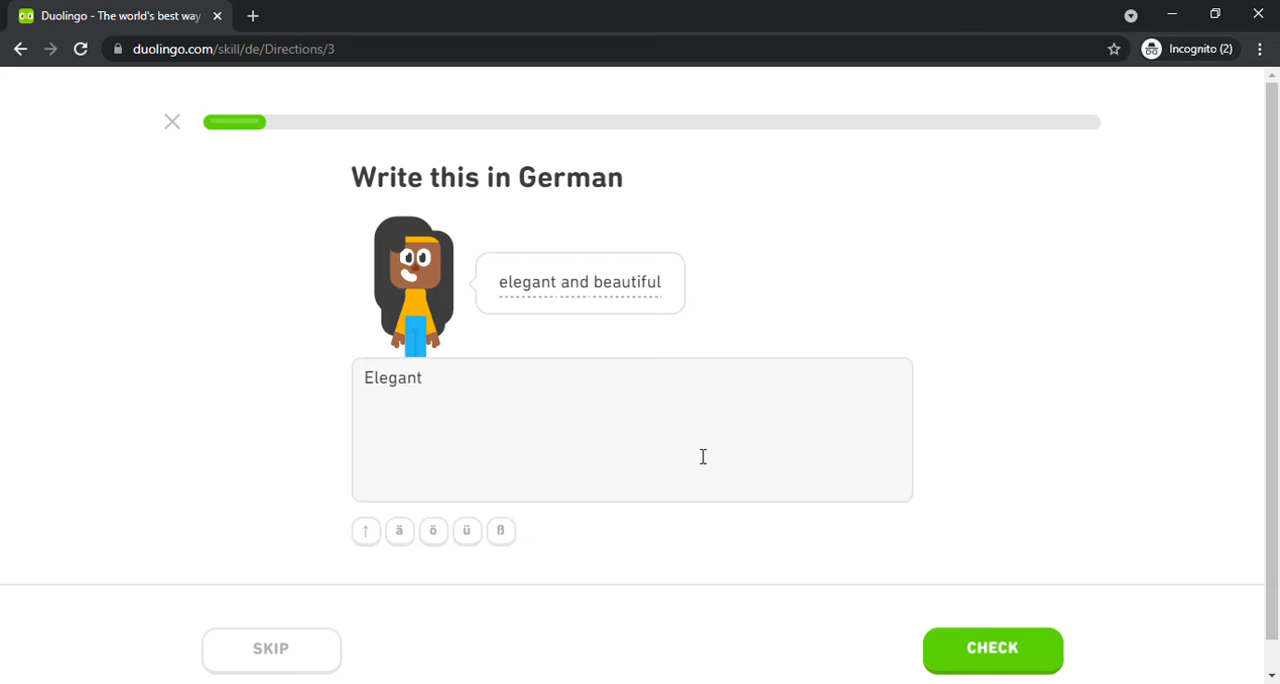 Duolingo - The world's best way
duolingo.com/skill/de/Directions/3
Incognito (2)
Write this in German
elegant and beautiful
Elegant
↑ ä ö ü ß
SKIP
CHECK